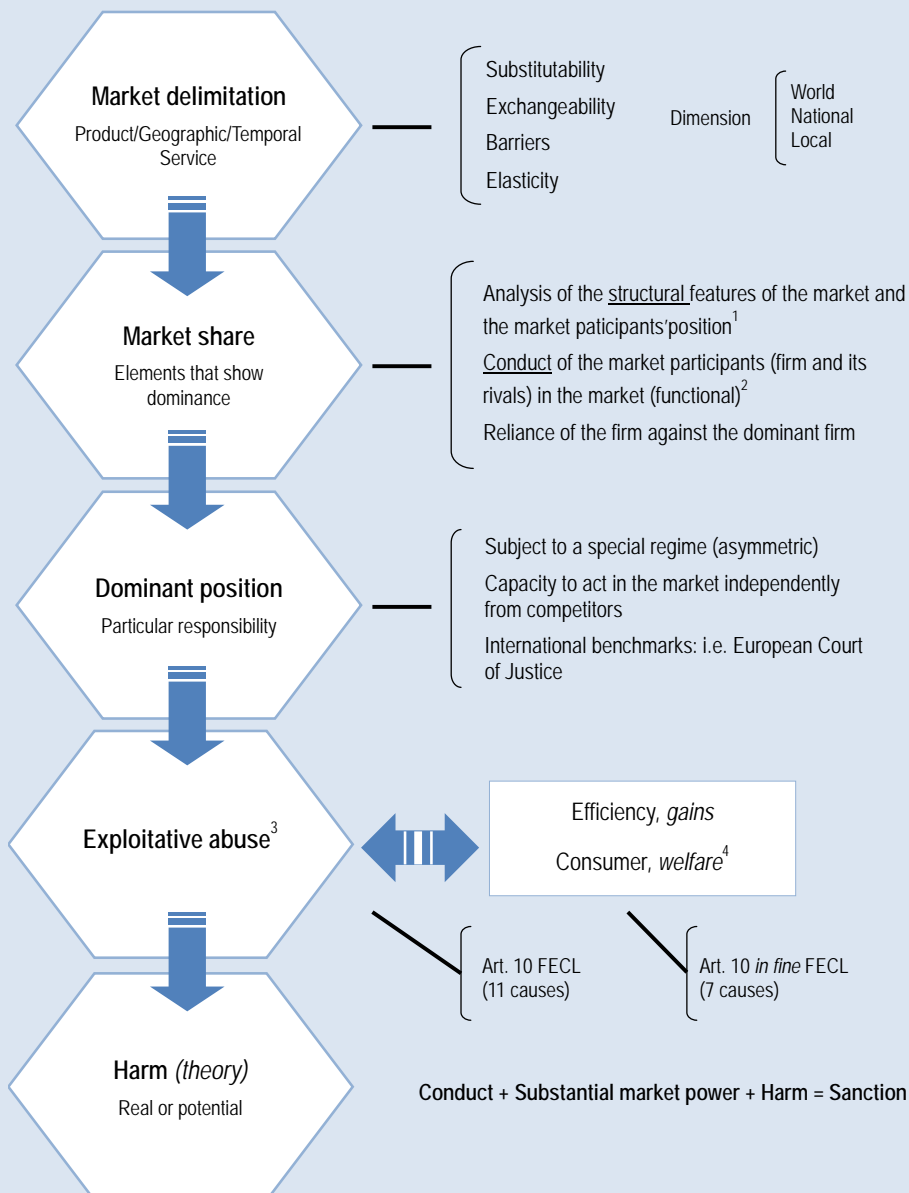 Market delimitation
Product/Geographic/Temporal
Service
Substitutability
Exchangeability
Barriers
Elasticity
Dimension
World
National
Local
Market share
Elements that show
dominance
Analysis of the structural features of the market and
the market paticipants'position1
Conduct of the market participants (firm and its
rivals) in the market (functional)2
Reliance of the firm against the dominant firm
Dominant position
Particular responsibility
Subject to a special regime (asymmetric)
Capacity to act in the market independently
from competitors
International benchmarks: i.e. European Court
of Justice
Exploitative abuse3
Efficiency, gains
Consumer, welfare4
Art. 10 FECL
(11 causes)
Art. 10 in fine FECL
(7 causes)
Harm (theory)
Real or potential
Conduct + Substantial market power + Harm = Sanction